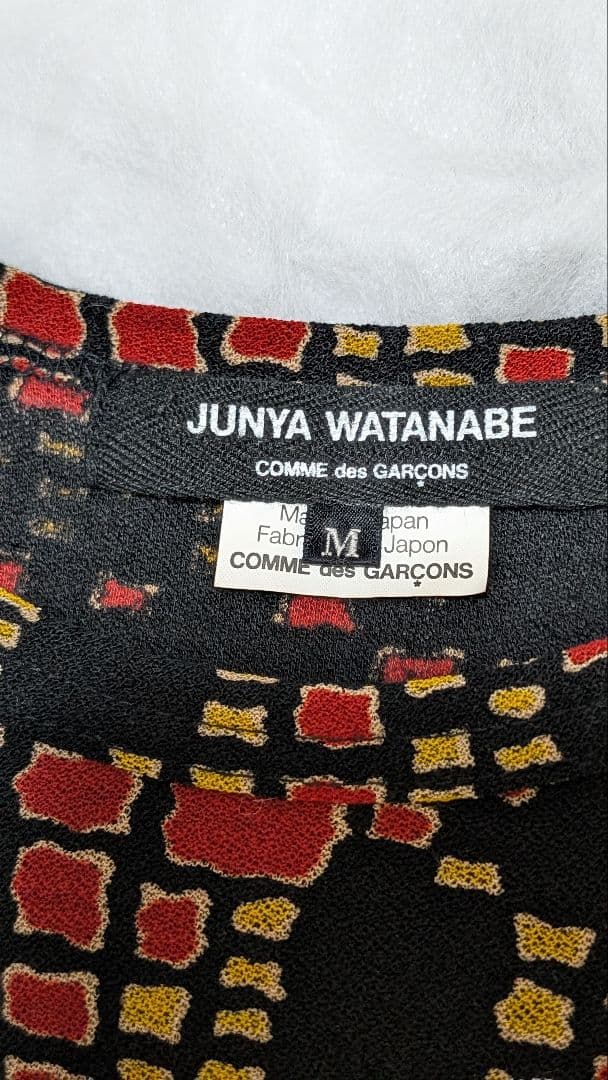 JUNYA WATANABE
COMME des GARÇONS
M
Japon
COMME des GARÇONS